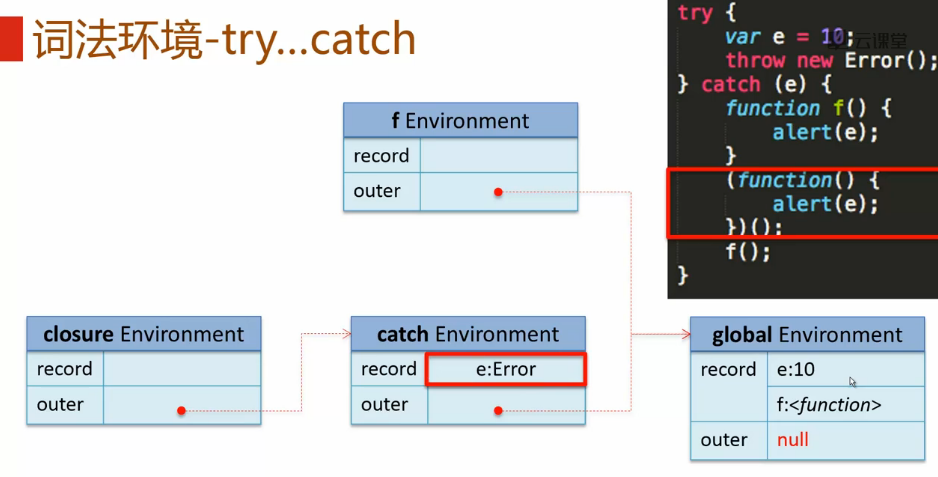 词法环境-try...catch
try {
var e = 10;
云课堂
throw new Error();
} catch (e) {
function f() {
alert(e);
}
(function() {
alert(e);
})();
f();
}
f Environment
record
outer
closure Environment
record
outer
catch Environment
record e:Error
outer
global Environment
record e:10
f:<function>
outer null